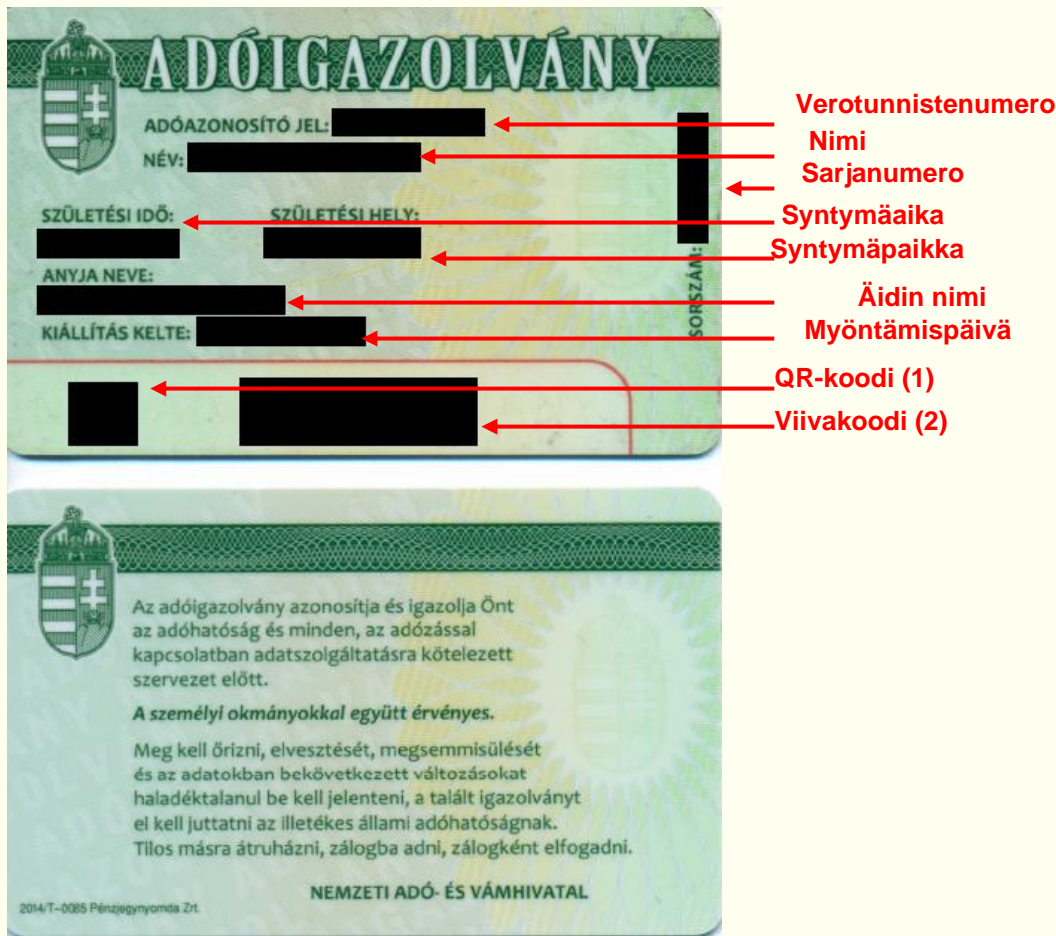 ADÓIGAZOLVÁNY
ADÓAZONOSÍTÓ JEL:
Verotunnistenumero
NÉV:
Nimi
Sarjanumero
SZÜLETÉSI IDŐ:
SZÜLETÉSI HELY:
Syntymäaika
Syntymäpaikka
SORSZÁM:
ANYJA NEVE:
Äidin nimi
KIÁLLÍTÁS KELTE:
Myöntämispäivä
QR-koodi (1)
Viivakoodi (2)
Az adóigazolvány azonosítja és igazolja Önt
az adóhatóság és minden, az adózással
kapcsolatban adatszolgáltatásra kötelezett
szervezet előtt.
A személyi okmányokkal együtt érvényes.
Meg kell őrizni, elvesztését, megsemmisülését
és az adatokban bekövetkezett változásokat
haladéktalanul be kell jelenteni, a talált igazolványt
el kell juttatni az illetékes állami adóhatóságnak.
Tilos másra átruházni, zálogba adni, zálogként elfogadni.
NEMZETI ADÓ- ÉS VÁMHIVATAL
2014/T-0085 Pénzjegynyomda Zrt.